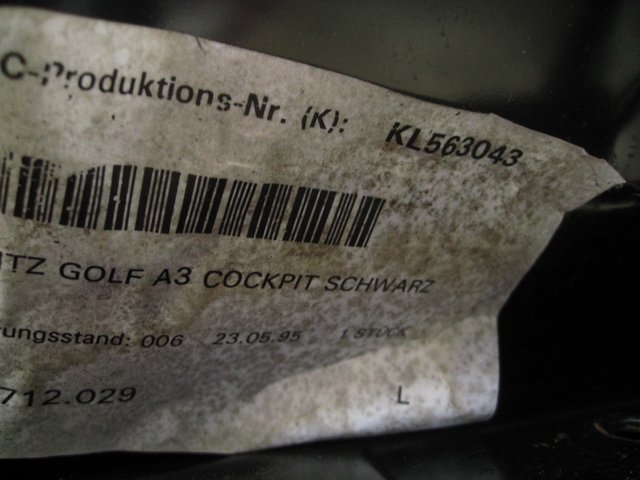 C-Produktions-Nr. (K): KL563043
TZ GOLF A3 COCKPIT SCHWARZ
rungsstand: 006 23.05.95 1 STÜCK
712.029 L